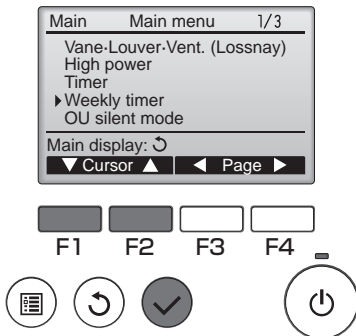 Main Main menu 1/3
Vane·Louver·Vent. (Lossnay)
High power
Timer
▶Weekly timer
OU silent mode
Main display: ↺
▼ Cursor ▲ ◀ Page ▶
F1 F2 F3 F4